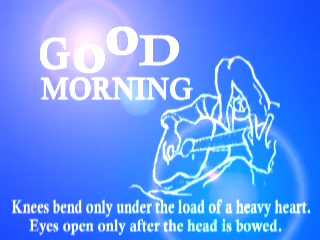 GOOD
MORNING
Knees bend only under the load of a heavy heart.
Eyes open only after the head is bowed.